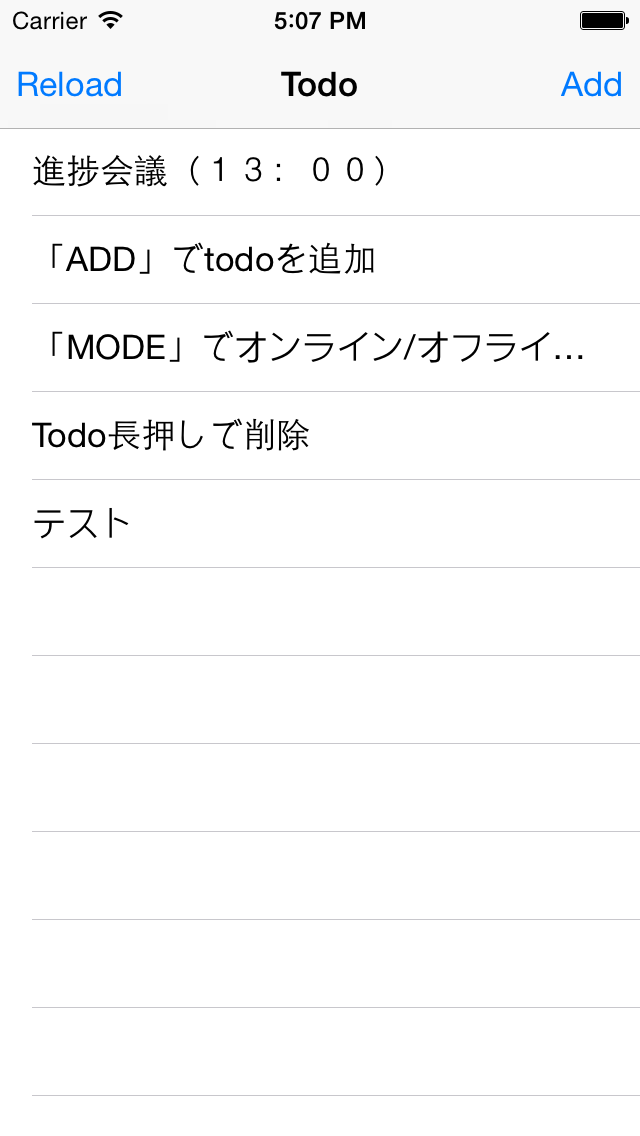 Carrier 5:07 PM
Reload Todo Add
進捗会議（１３：００）
「ADD」でtodoを追加
「MODE」でオンライン/オフライ…
Todo長押しで削除
テスト